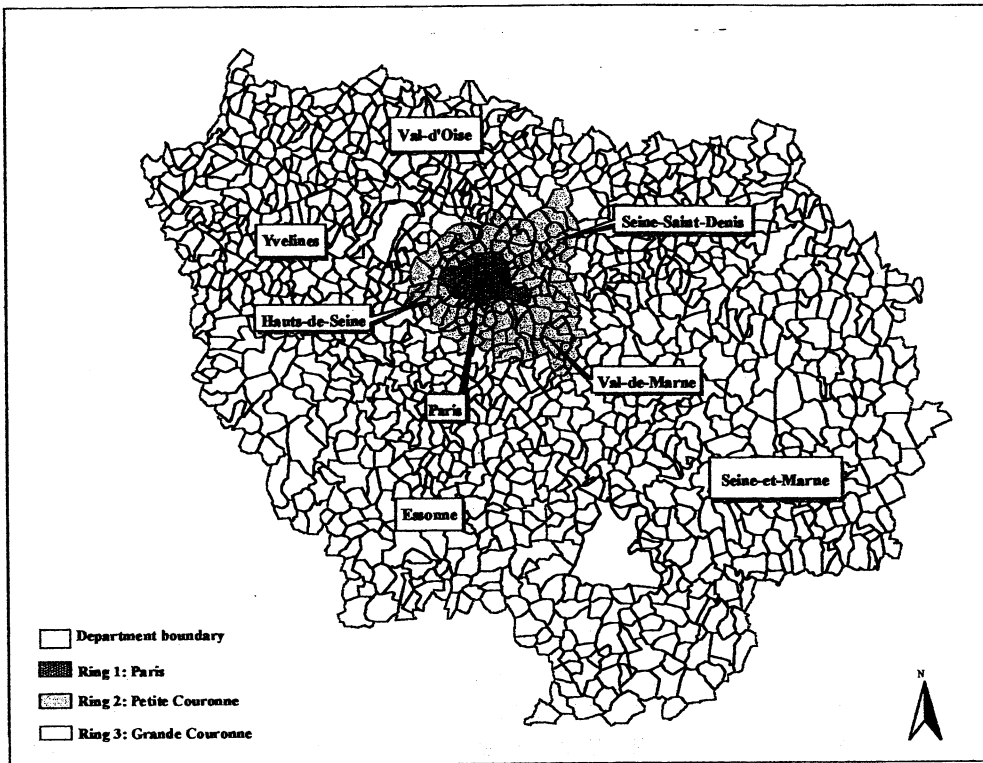 Val-d'Oise
Seine-Saint-Denis
Yvelines
Hauts-de-Seine
Val-de-Marne
Paris
Seine-et-Marne
Essonne
Department boundary
Ring 1: Paris
Ring 2: Petite Couronne
Ring 3: Grande Couronne
N